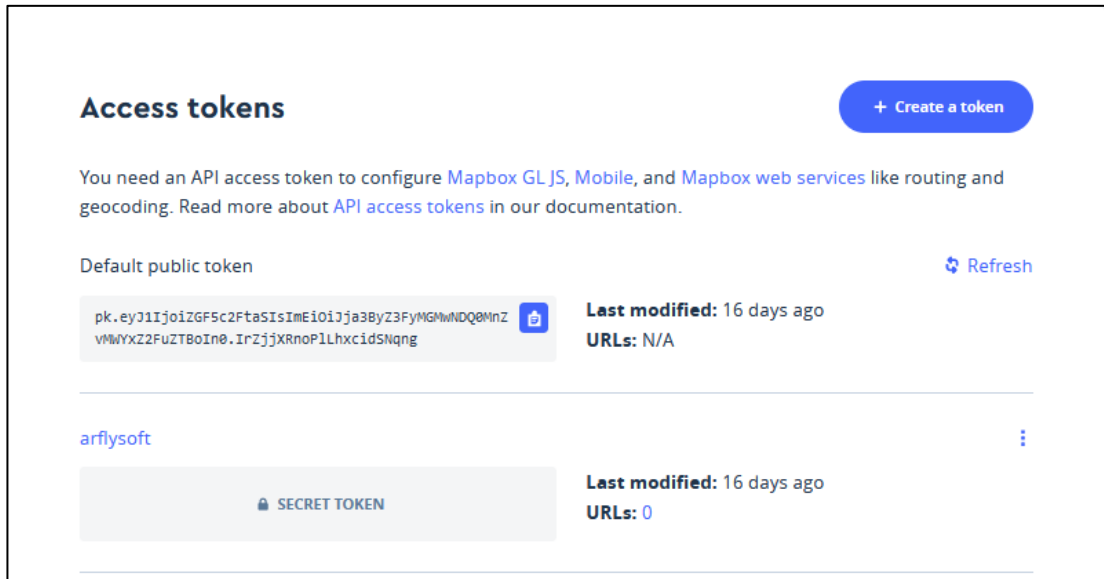 Access tokens
+ Create a token
You need an API access token to configure Mapbox GL JS, Mobile, and Mapbox web services like routing and
geocoding. Read more about API access tokens in our documentation.
Default public token
Refresh
pk.eyJ1IjoiZGF5c2FtaSIsImEiOiJja3ByZ3FyMGMwNDQ0MnZ
vMWYxZ2FuZTBoIn0.IrZjjXRnoPlLhxcidSNqng
Last modified: 16 days ago
URLs: N/A
arflysoft
SECRET TOKEN
Last modified: 16 days ago
URLs: 0